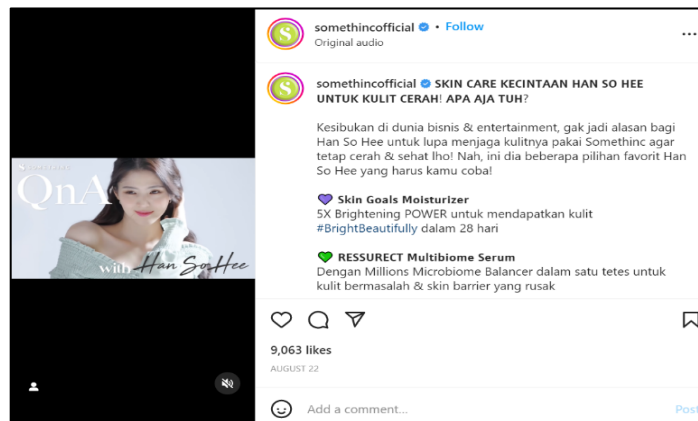 somethincofficial • Follow
Original audio
somethincofficial SKIN CARE KECINTAAN HAN SO HEE
UNTUK KULIT CERAH! APA AJA TUH?
Kesibukan di dunia bisnis & entertainment, gak jadi alasan bagi
Han So Hee untuk lupa menjaga kulitnya pakai Somethinc agar
tetap cerah & sehat lho! Nah, ini dia beberapa pilihan favorit Han
So Hee yang harus kamu coba!
Skin Goals Moisturizer
5X Brightening POWER untuk mendapatkan kulit
#BrightBeautifully dalam 28 hari
RESSURECT Multibiome Serum
Dengan Millions Microbiome Balancer dalam satu tetes untuk
kulit bermasalah & skin barrier yang rusak
9,063 likes
AUGUST 22
Add a comment...
Post
QnA
with Han So Hee